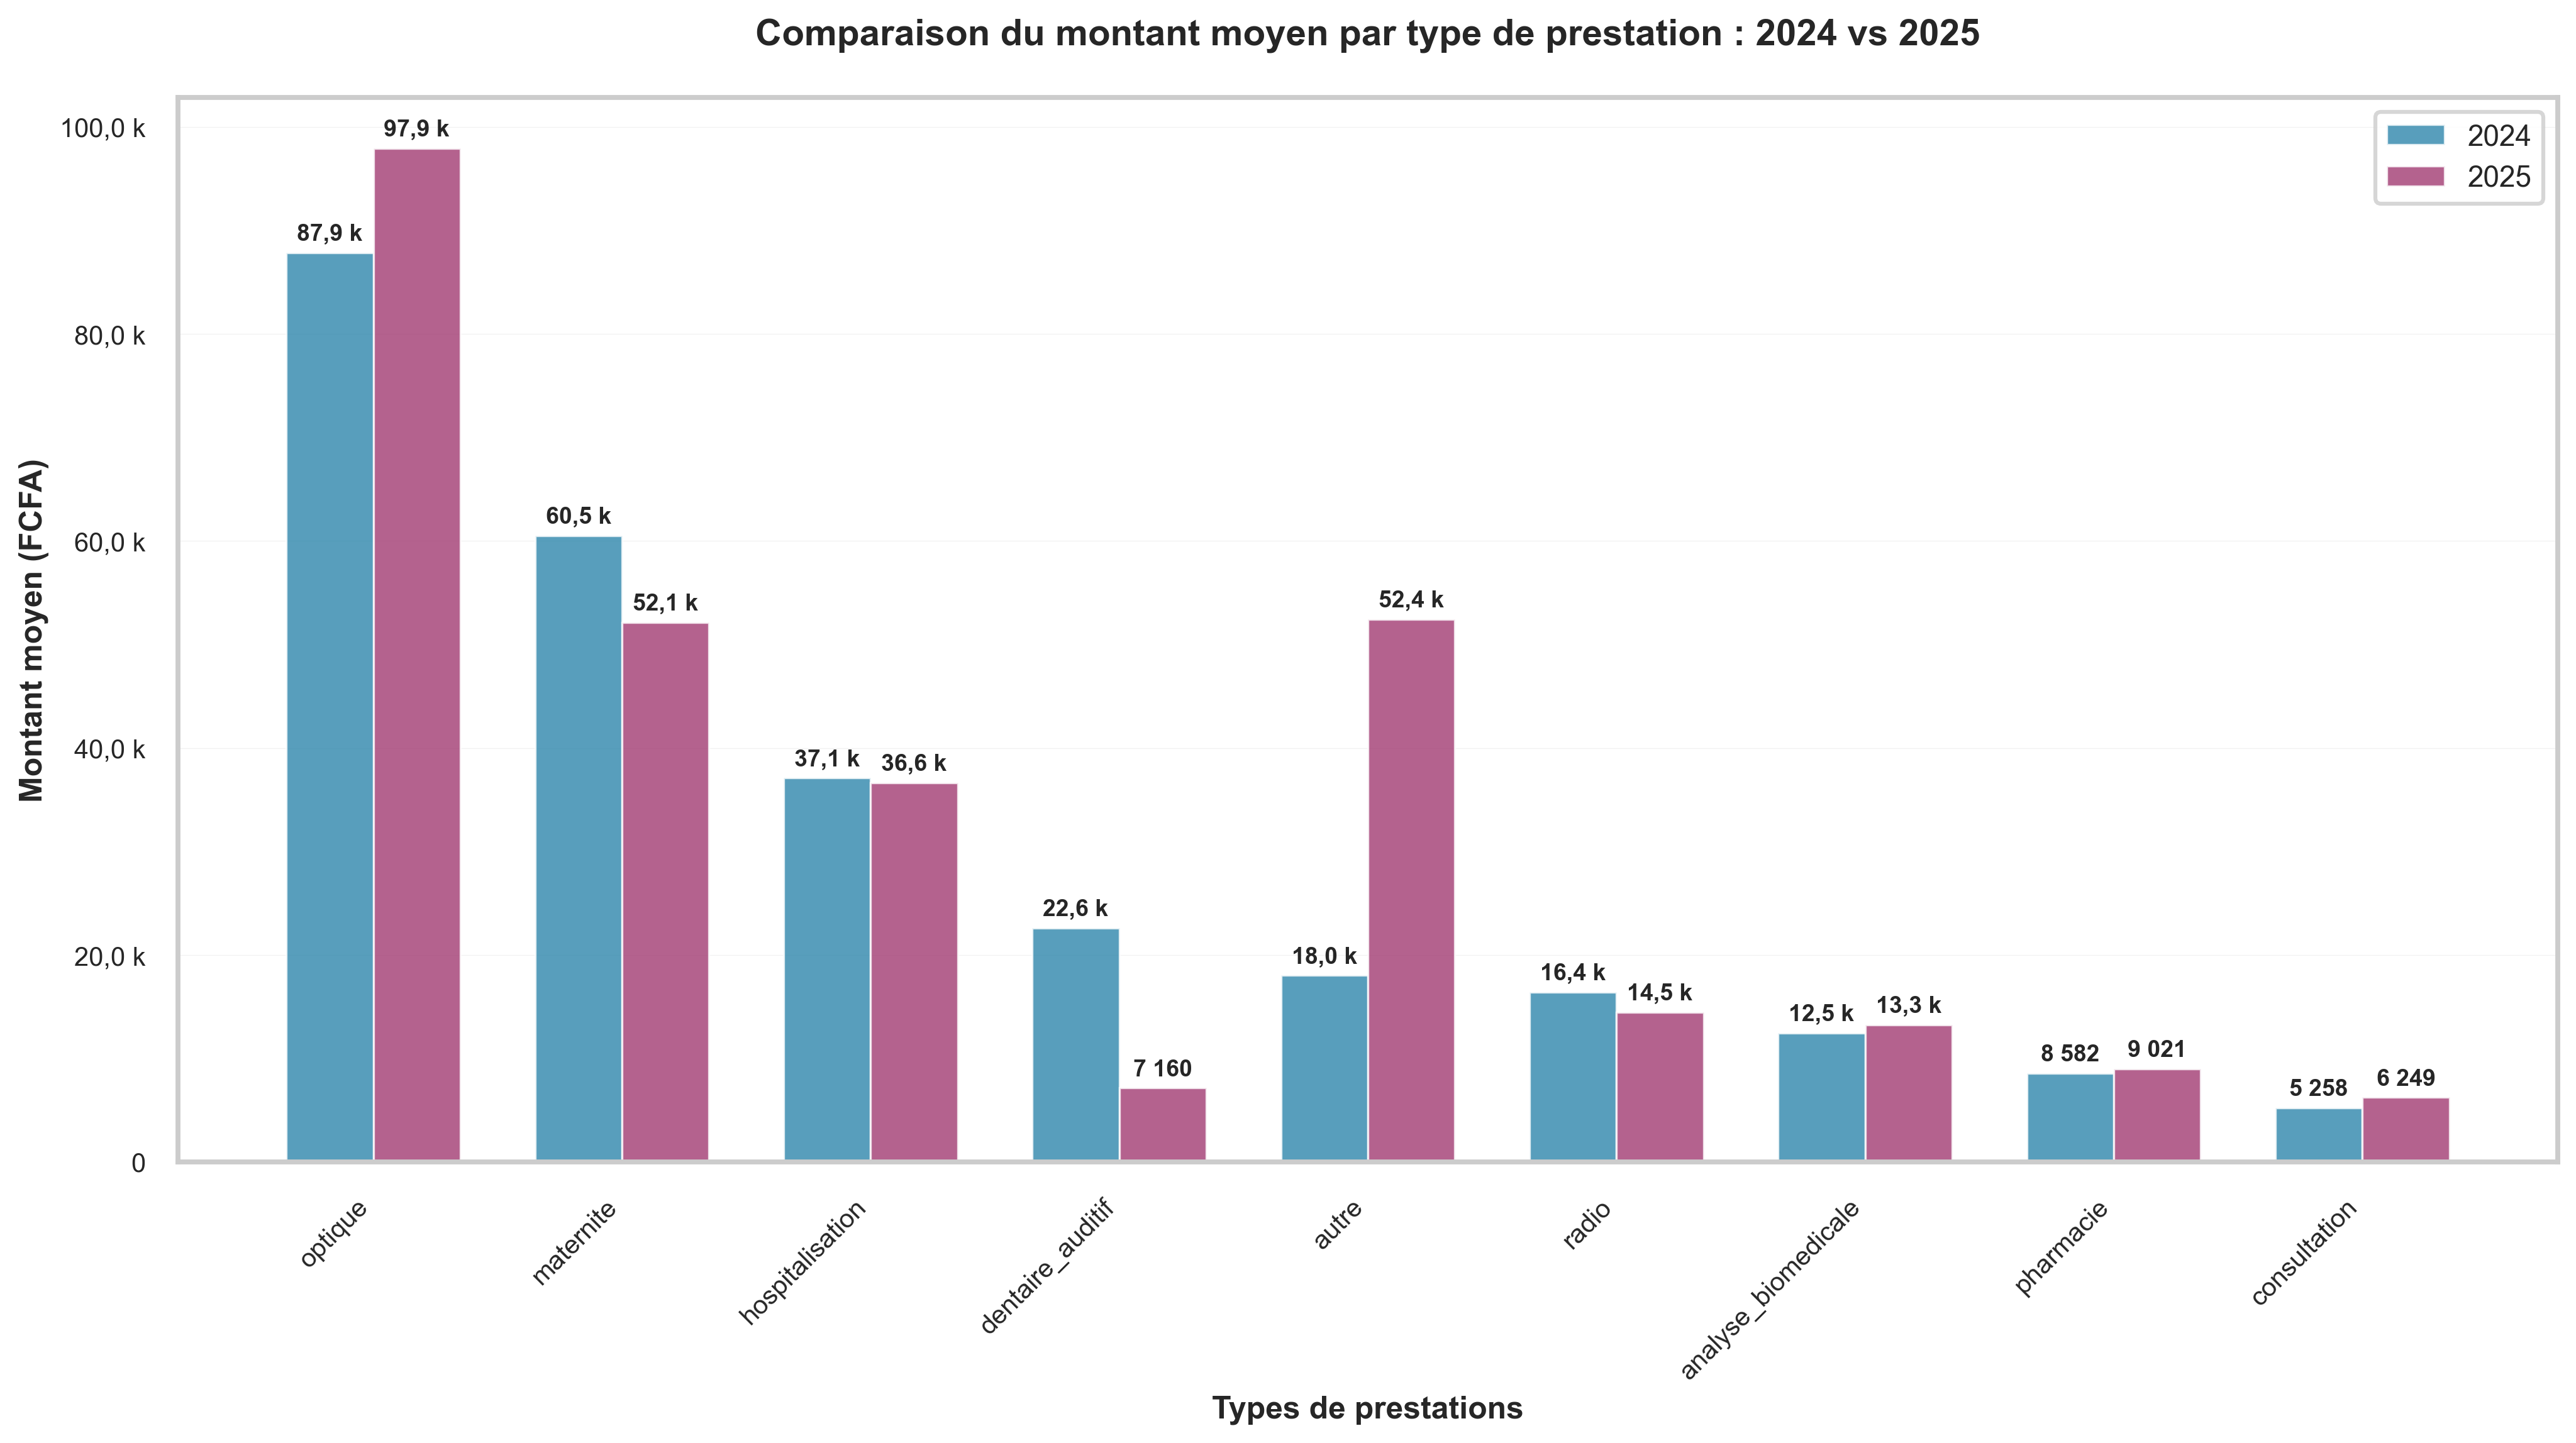 Comparaison du montant moyen par type de prestation : 2024 vs 2025
2024
2025
Montant moyen (FCFA)
100,0 k
80,0 k
60,0 k
40,0 k
20,0 k
0
87,9 k
97,9 k
60,5 k
52,1 k
37,1 k
36,6 k
22,6 k
7 160
18,0 k
52,4 k
16,4 k
14,5 k
12,5 k
13,3 k
8 582
9 021
5 258
6 249
optique
maternite
hospitalisation
dentaire_auditif
autre
radio
analyse_biomedicale
pharmacie
consultation
Types de prestations